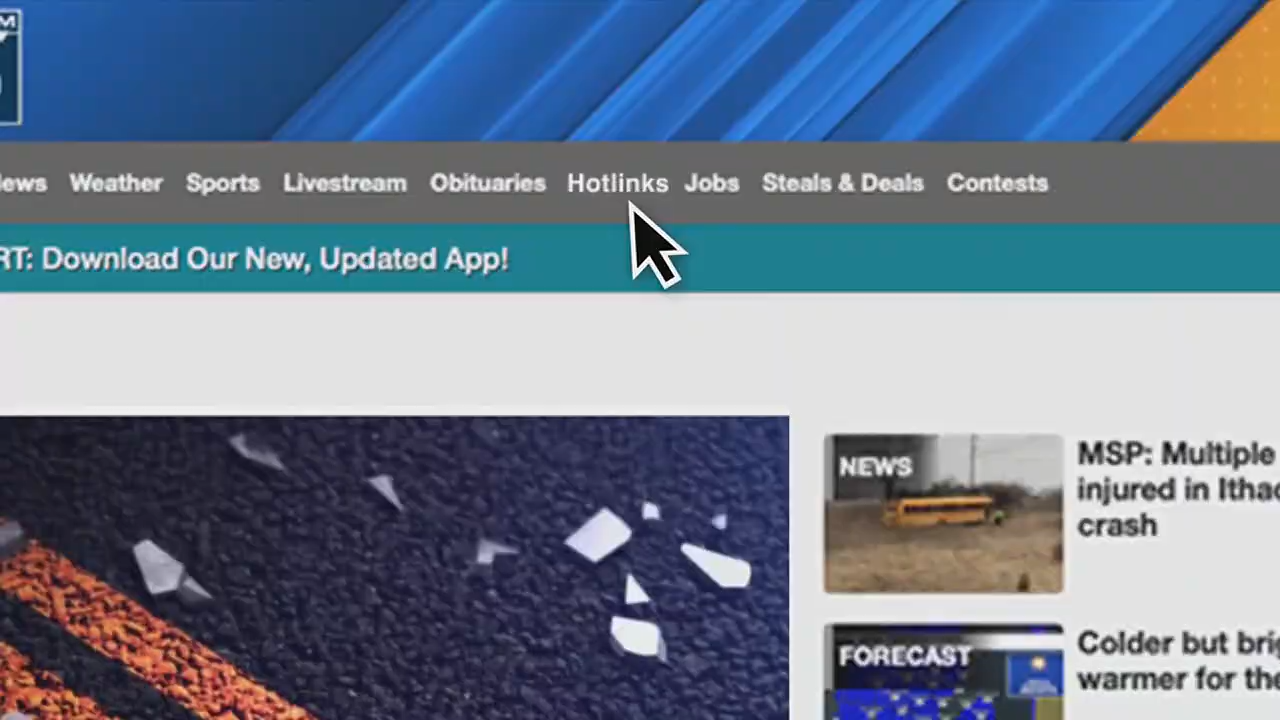 Weather Sports Livestream Obituaries Hotlinks Jobs Steals & Deals Contests
Download Our New, Updated App!
NEWS
MSP: Multiple
injured in
crash
FORECAST
Colder but
warmer for